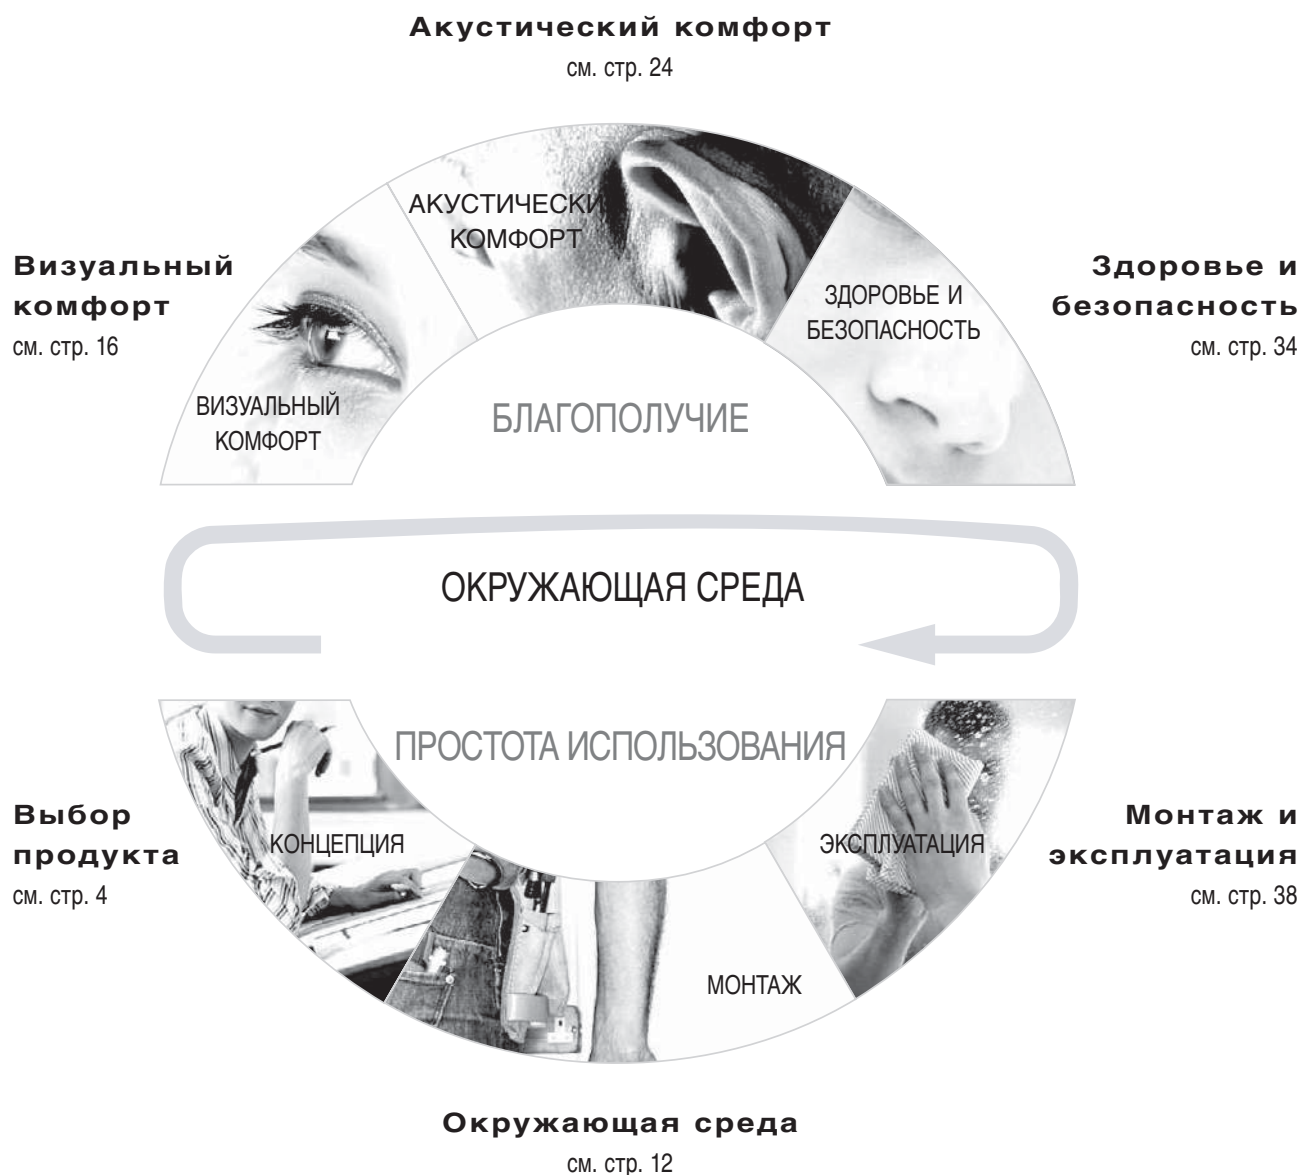 Акустический комфорт
см. стр. 24
АКУСТИЧЕСКИ
КОМФОРТ
Визуальный
комфорт
см. стр. 16
Здоровье и
безопасность
см. стр. 34
ЗДОРОВЬЕ И
БЕЗОПАСНОСТЬ
ВИЗУАЛЬНЫЙ
КОМФОРТ
БЛАГОПОЛУЧИЕ
ОКРУЖАЮЩАЯ СРЕДА
ПРОСТОТА ИСПОЛЬЗОВАНИЯ
Выбор
продукта
см. стр. 4
КОНЦЕПЦИЯ
ЭКСПЛУАТАЦИЯ
Монтаж и
эксплуатация
см. стр. 38
МОНТАЖ
Окружающая среда
см. стр. 12